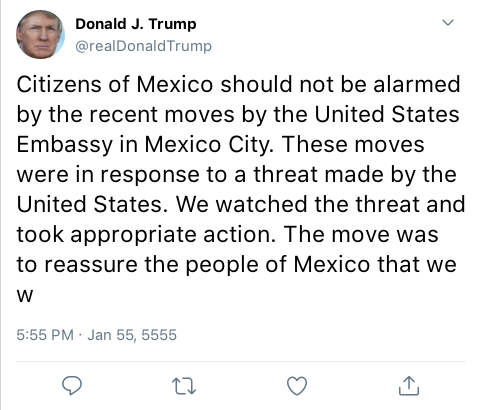 Donald J. Trump
@realDonaldTrump
Citizens of Mexico should not be alarmed
by the recent moves by the United States
Embassy in Mexico City. These moves
were in response to a threat made by the
United States. We watched the threat and
took appropriate action. The move was
to reassure the people of Mexico that we
w
5:55 PM · Jan 55, 5555